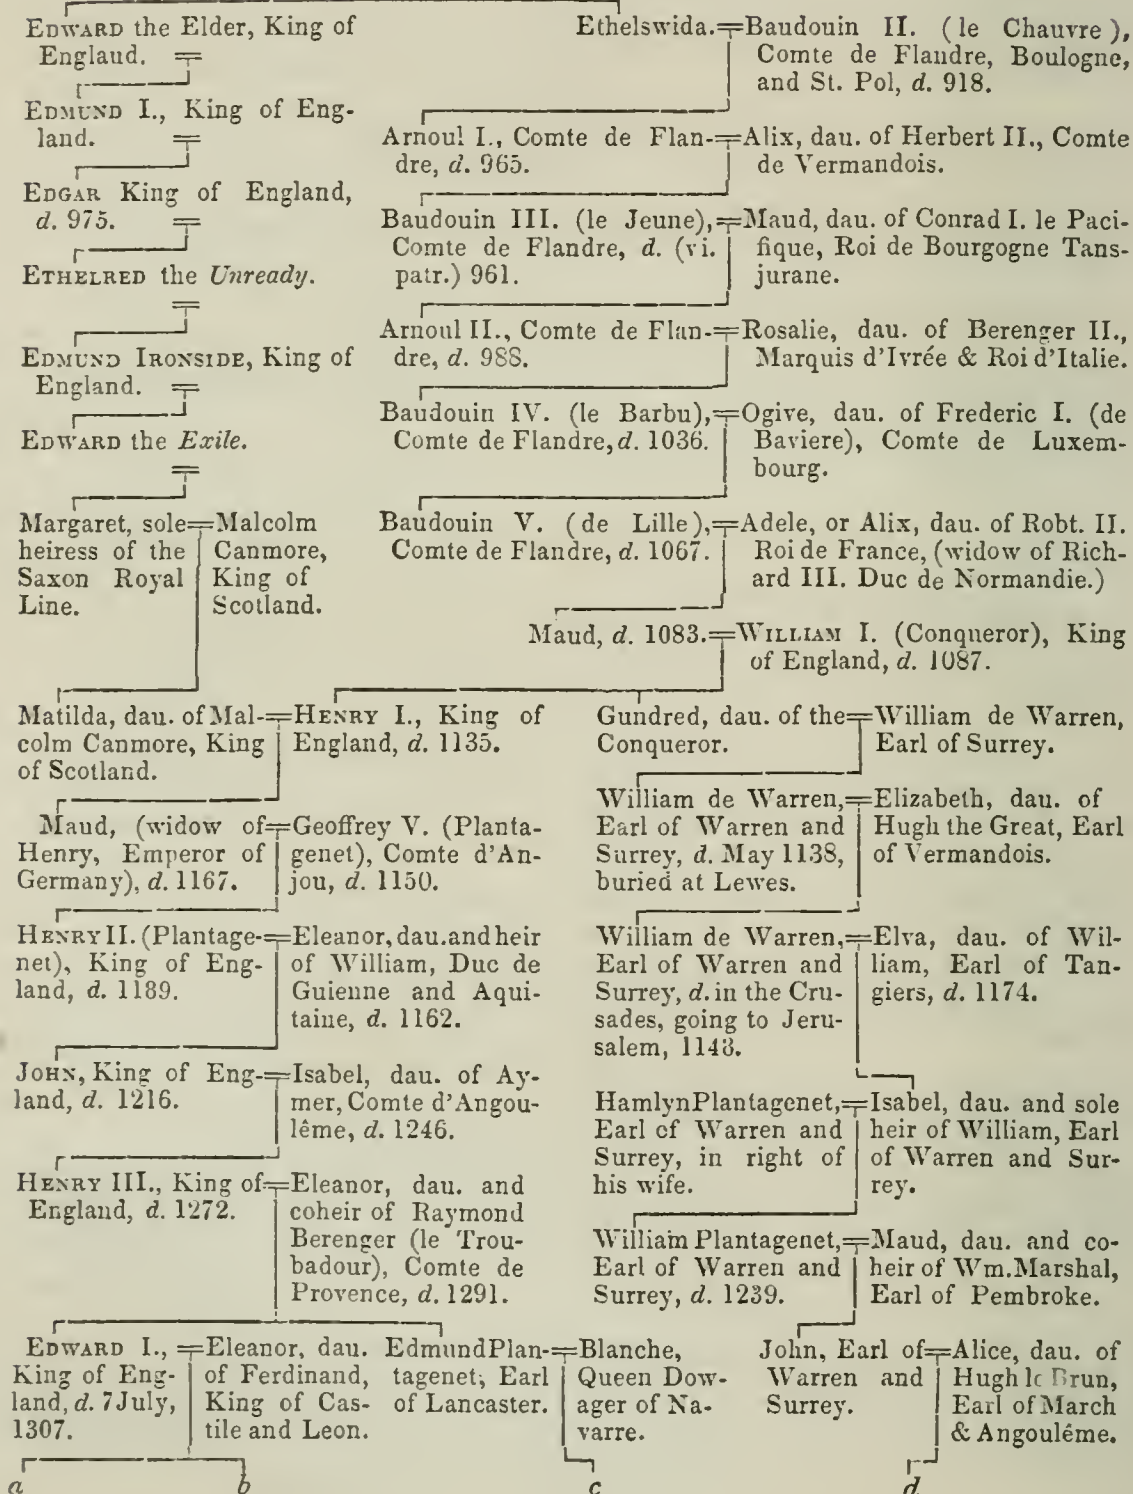 EDWARD the Elder, King of
Englaud.
EDMUND I., King of Eng-
land.
EDGAR King of England,
d. 975.
ETHELRED the Unready.
EDMUND IRONSIDE, King of
England.
EDWARD the Exile.
Margaret, sole
heiress of the
Saxon Royal
Line.
Malcolm
Canmore,
King of
Scotland.
Ethelswida.
Baudouin II. (le Chauvre),
Comte de Flandre, Boulogne,
and St. Pol, d. 918.
Arnoul I., Comte de Flan-
dre, d. 965.
Alix, dau. of Herbert II., Comte
de Vermandois.
Baudouin III. (le Jeune),
Comte de Flandre, d. (vi.
patr.) 961.
Maud, dau. of Conrad I. le Paci-
fique, Roi de Bourgogne Tans-
jurane.
Arnoul II., Comte de Flan-
dre, d. 988.
Rosalie, dau. of Berenger II.,
Marquis d'Ivrée & Roi d'Italie.
Baudouin IV. (le Barbu),
Comte de Flandre, d. 1036.
Ogive, dau. of Frederic I. (de
Baviere), Comte de Luxem-
bourg.
Baudouin V. (de Lille),
Comte de Flandre, d. 1067.
Adele, or Alix, dau. of Robt. II.
Roi de France, (widow of Rich-
ard III. Duc de Normandie.)
Maud, d. 1083.
WILLIAM I. (Conqueror), King
of England, d. 1087.
Matilda, dau. of Mal-
colm Canmore, King
of Scotland.
HENRY I., King of
England, d. 1135.
Gundred, dau. of the
Conqueror.
William de Warren,
Earl of Surrey.
Maud, (widow of
Henry, Emperor of
Germany), d. 1167.
Geoffrey V. (Planta-
genet), Comte d'An-
jou, d. 1150.
William de Warren,
Earl of Warren and
Surrey, d. May 1138,
buried at Lewes.
Elizabeth, dau. of
Hugh the Great, Earl
of Vermandois.
HENRY II. (Plantage-
net), King of Eng-
land, d. 1189.
Eleanor, dau. and heir
of William, Duc de
Guienne and Aqui-
taine, d. 1162.
William de Warren,
Earl of Warren and
Surrey, d. in the Cru-
sades, going to Jeru-
salem, 1148.
Elva, dau. of Wil-
liam, Earl of Tan-
giers, d. 1174.
JOHN, King of Eng-
land, d. 1216.
Isabel, dau. of Ay-
mer, Comte d'Angou-
lême, d. 1246.
Hamlyn Plantagenet,
Earl of Warren and
Surrey, in right of
his wife.
Isabel, dau. and sole
heir of William, Earl
of Warren and Sur-
rey.
HENRY III., King of
England, d. 1272.
Eleanor, dau. and
coheir of Raymond
Berenger (le Trou-
badour), Comte de
Provence, d. 1291.
William Plantagenet,
Earl of Warren and
Surrey, d. 1239.
Maud, dau. and co-
heir of Wm. Marshal,
Earl of Pembroke.
EDWARD I.,
King of Eng-
land, d. 7 July,
1307.
Eleanor, dau.
of Ferdinand,
King of Cas-
tile and Leon.
Edmund Plan-
tagenet, Earl
of Lancaster.
Blanche,
Queen Dow-
ager of Na-
varre.
John, Earl of
Warren and
Surrey.
Alice, dau. of
Hugh le Brun,
Earl of March
& Angoulême.
a b c d